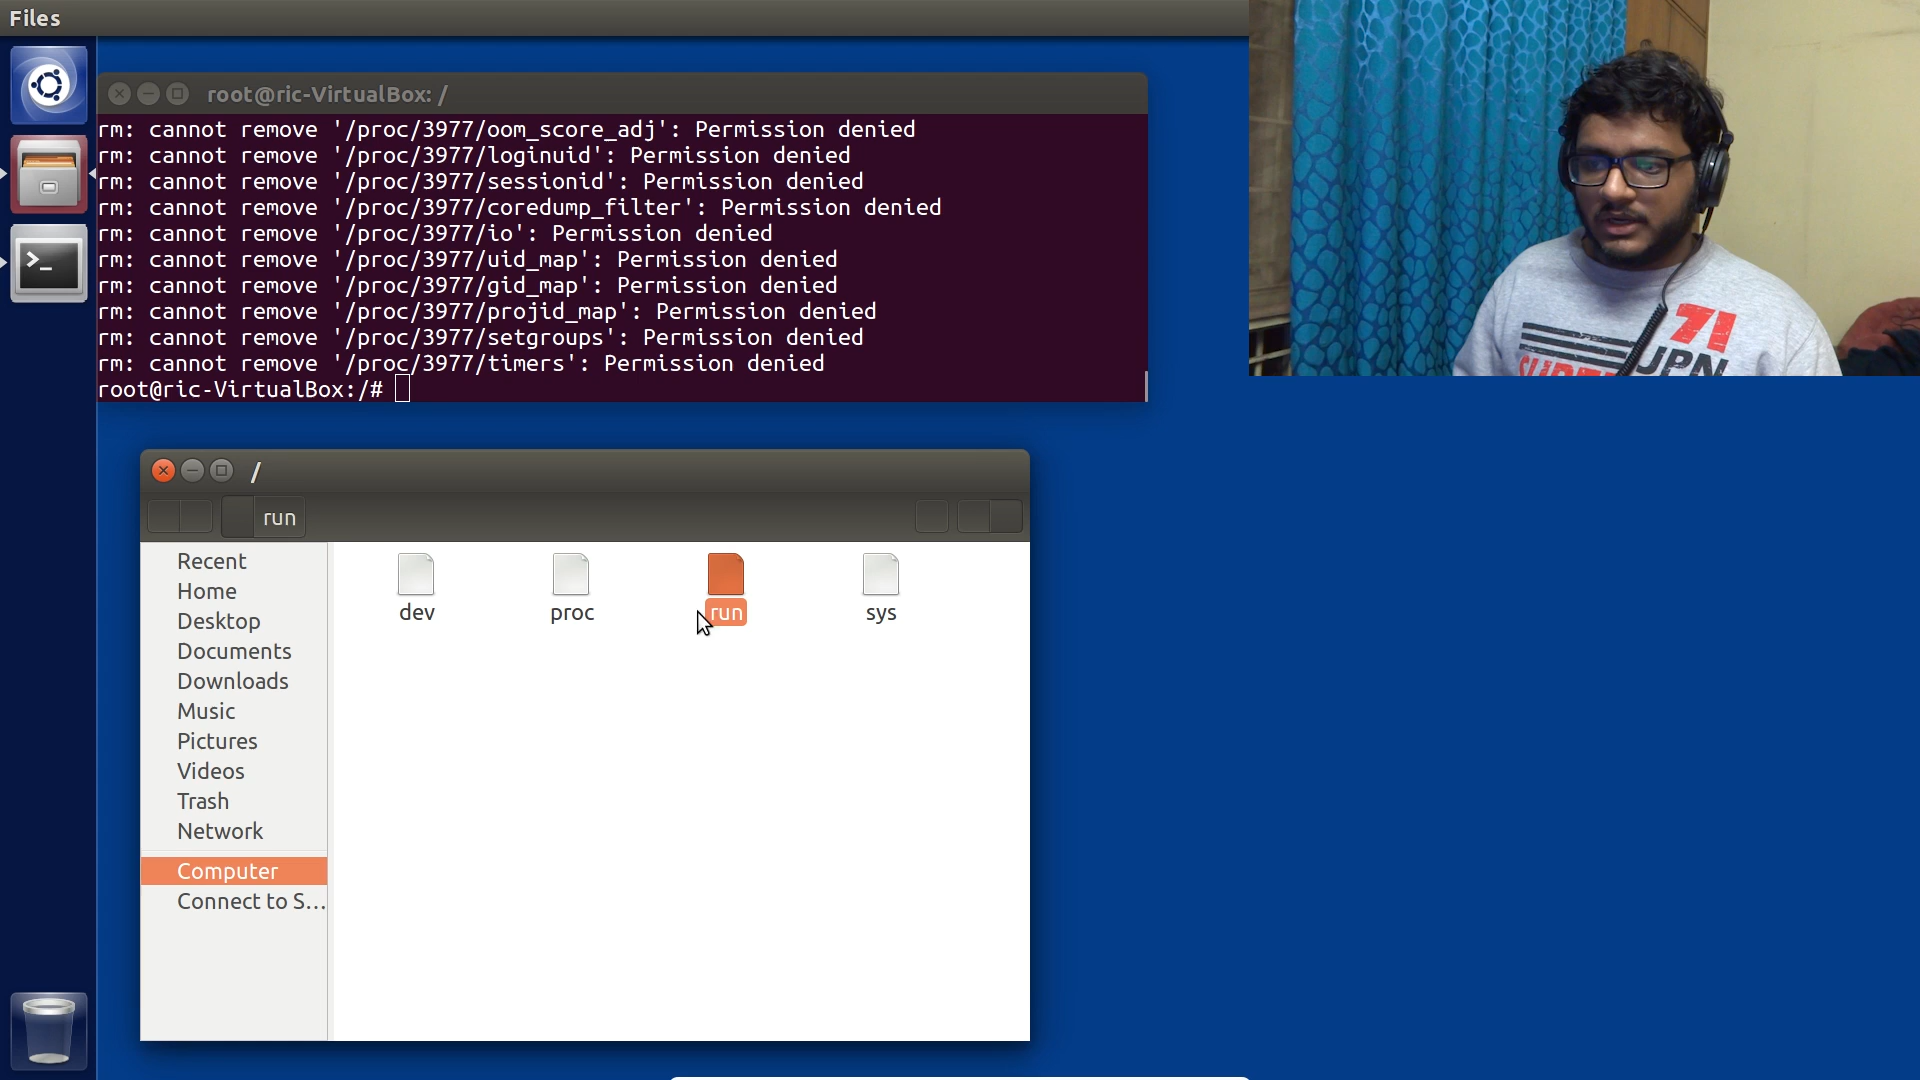 Files
root@ric-VirtualBox: /
rm: cannot remove '/proc/3977/oom_score_adj': Permission denied
rm: cannot remove '/proc/3977/loginuid': Permission denied
rm: cannot remove '/proc/3977/sessionid': Permission denied
rm: cannot remove '/proc/3977/coredump_filter': Permission denied
rm: cannot remove '/proc/3977/io': Permission denied
rm: cannot remove '/proc/3977/uid_map': Permission denied
rm: cannot remove '/proc/3977/gid_map': Permission denied
rm: cannot remove '/proc/3977/projid_map': Permission denied
rm: cannot remove '/proc/3977/setgroups': Permission denied
rm: cannot remove '/proc/3977/timers': Permission denied
root@ric-VirtualBox:/#
71
JPN
/
run
Recent
Home
Desktop
Documents
Downloads
Music
Pictures
Videos
Trash
Network
Computer
Connect to S...
dev
proc
run
sys